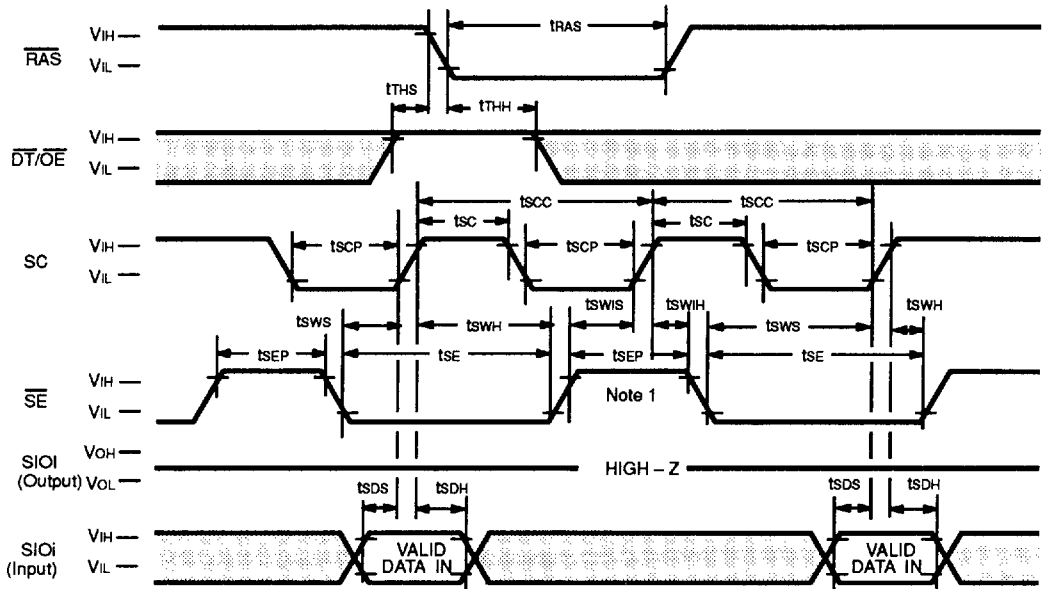 RAS
VIH
VIL
tRAS
tTHS
tTHH
DT/OE
VIH
VIL
tSCC
tSCC
tSC
tSC
SC
VIH
VIL
tSCP
tSCP
tSCP
tSWS
tSWH
tSWIS
tSWIH
tSWS
tSWH
tSEP
tSE
tSEP
tSE
SE
VIH
VIL
Note 1
SIOI
(Output)
VOH
VOL
HIGH – Z
tSDS
tSDH
tSDS
tSDH
SIOi
(Input)
VIH
VIL
VALID
DATA IN
VALID
DATA IN